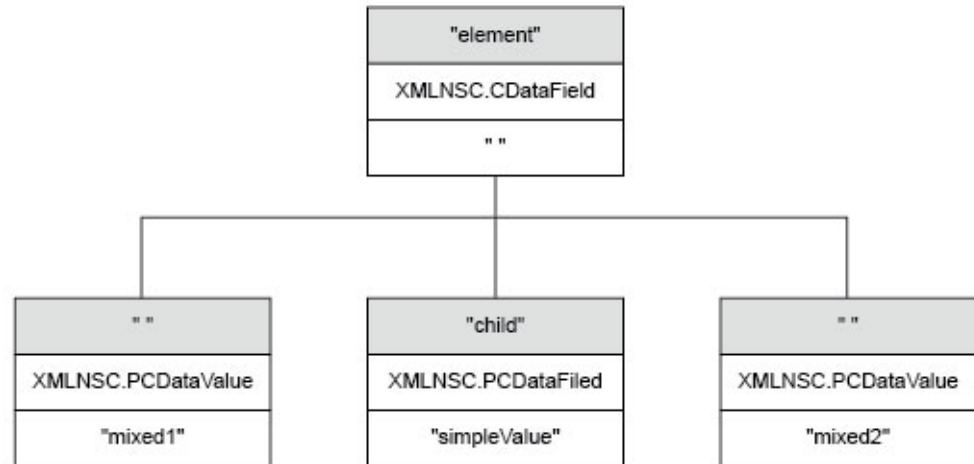 "element"
XMLNSC.CDataField
" "
" "
"child"
" "
XMLNSC.PCDataValue
XMLNSC.PCDataFiled
XMLNSC.PCDataValue
"mixed1"
"simpleValue"
"mixed2"